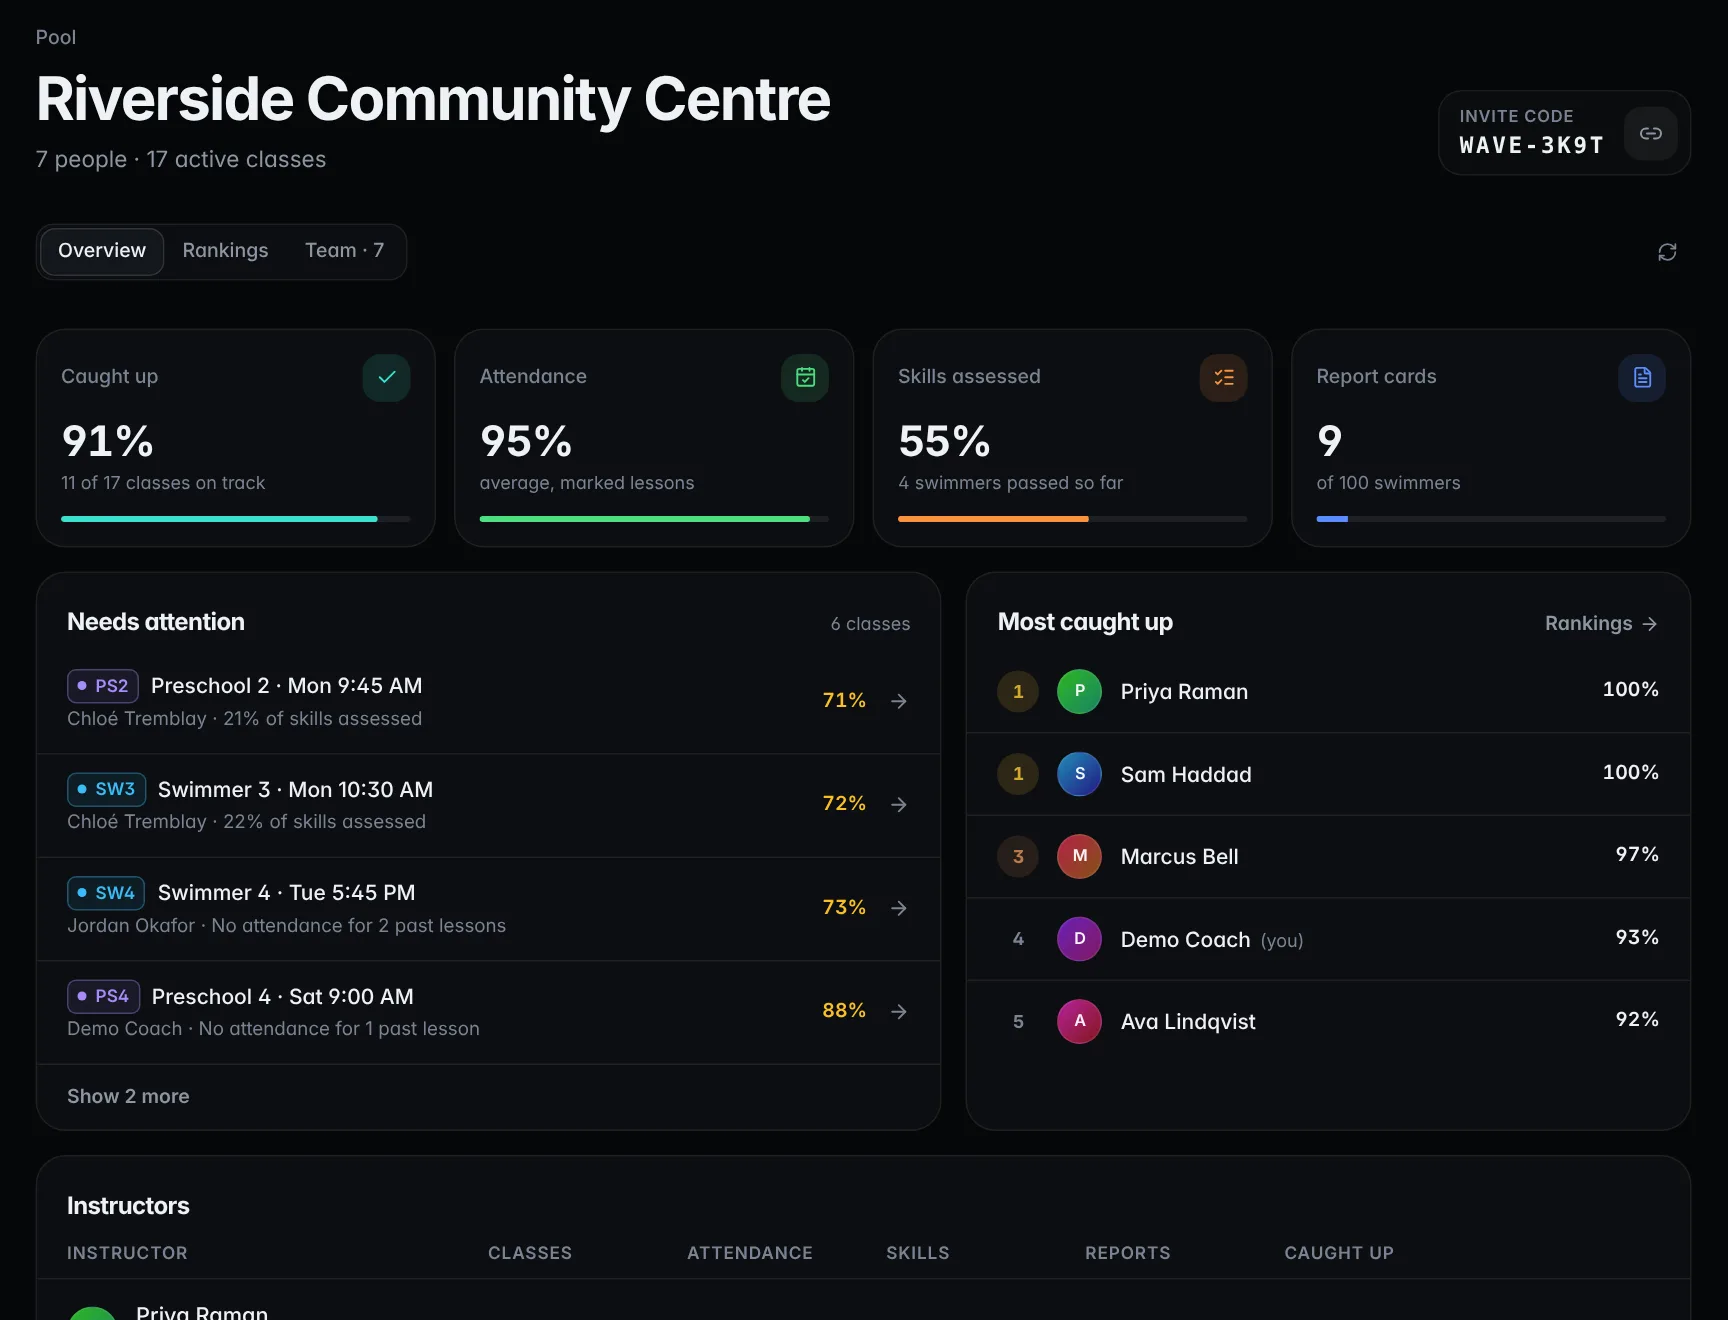 Pool
Riverside Community Centre
7 people · 17 active classes
INVITE CODE
WAVE-3K9T
Overview
Rankings
Team · 7
Caught up
91%
11 of 17 classes on track
Attendance
95%
average, marked lessons
Skills assessed
55%
4 swimmers passed so far
Report cards
9
of 100 swimmers
Needs attention
6 classes
PS2 Preschool 2 · Mon 9:45 AM
Chloé Tremblay · 21% of skills assessed
71%
SW3 Swimmer 3 · Mon 10:30 AM
Chloé Tremblay · 22% of skills assessed
72%
SW4 Swimmer 4 · Tue 5:45 PM
Jordan Okafor · No attendance for 2 past lessons
73%
PS4 Preschool 4 · Sat 9:00 AM
Demo Coach · No attendance for 1 past lesson
88%
Show 2 more
Most caught up
Rankings →
1 P Priya Raman 100%
1 S Sam Haddad 100%
3 M Marcus Bell 97%
4 D Demo Coach (you) 93%
5 A Ava Lindqvist 92%
Instructors
INSTRUCTOR CLASSES ATTENDANCE SKILLS REPORTS CAUGHT UP
Priya Raman